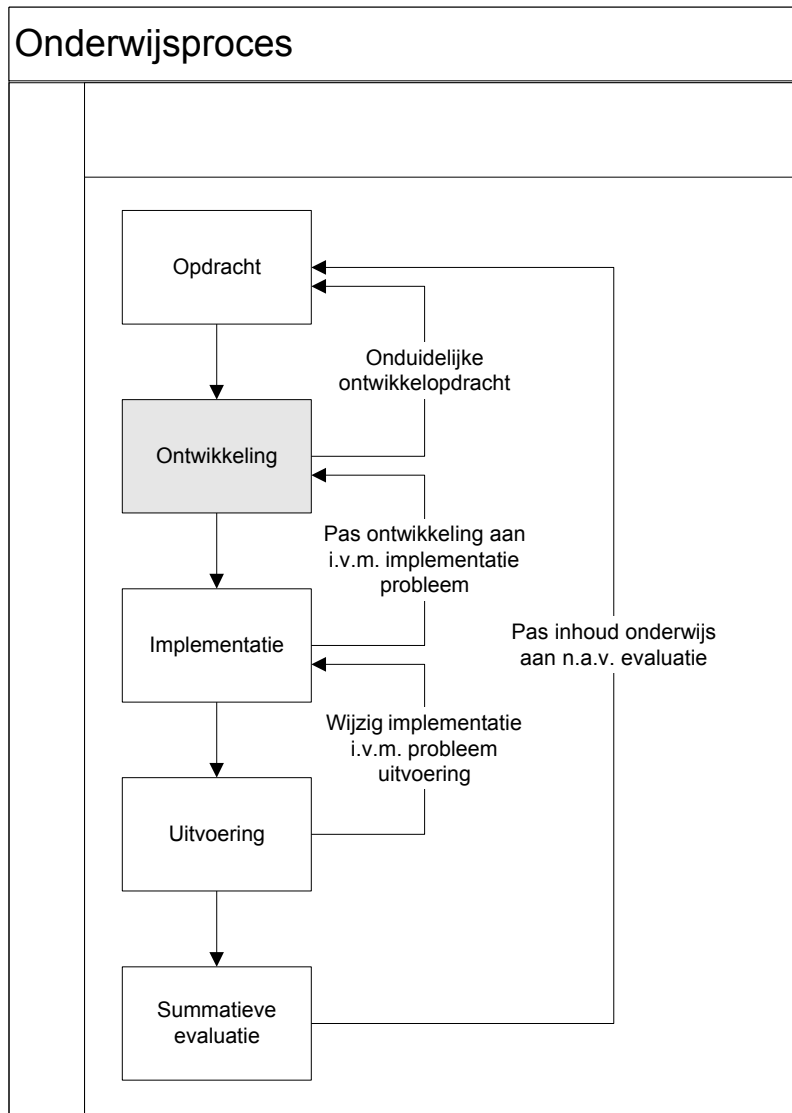 Onderwijsproces
Opdracht
Onduidelijke
ontwikkelopdracht
Ontwikkeling
Pas ontwikkeling aan
i.v.m. implementatie
probleem
Implementatie
Pas inhoud onderwijs
aan n.a.v. evaluatie
Wijzig implementatie
i.v.m. probleem
uitvoering
Uitvoering
Summatieve
evaluatie